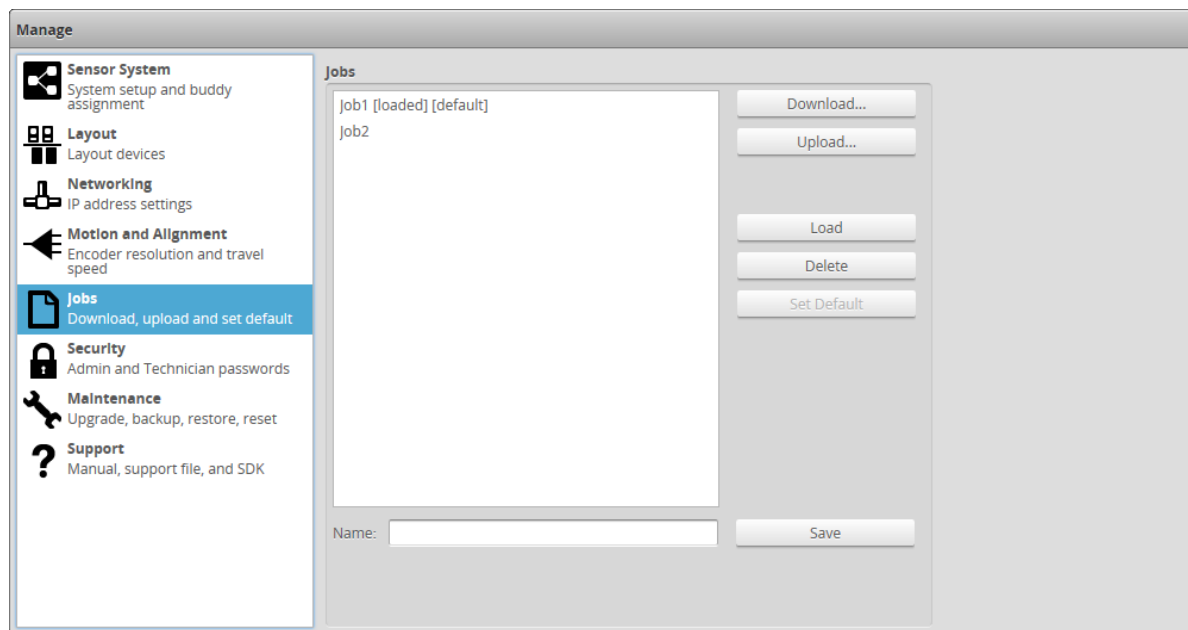 Manage
Sensor System
System setup and buddy
assignment
Layout
Layout devices
Networking
IP address settings
Motion and Alignment
Encoder resolution and travel
speed
Jobs
Download, upload and set default
Security
Admin and Technician passwords
Maintenance
Upgrade, backup, restore, reset
Support
Manual, support file, and SDK
Jobs
Job1 [loaded] [default]
Job2
Download...
Upload...
Load
Delete
Set Default
Name:
Save